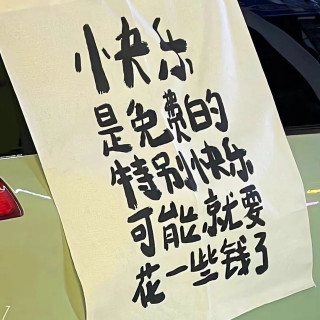 快乐
是免费的
特别快乐
可能就要
花一些钱了